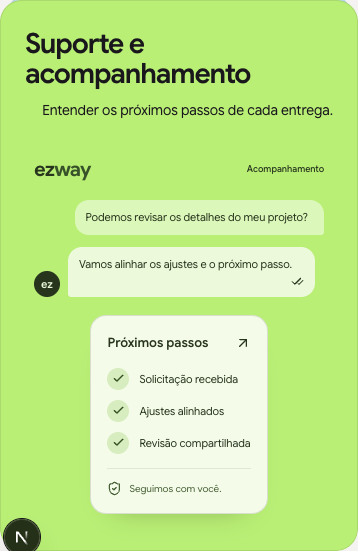 Suporte e
acompanhamento
Entender os próximos passos de cada entrega.
ezway
Acompanhamento
Podemos revisar os detalhes do meu projeto?
Vamos alinhar os ajustes e o próximo passo.
ez
Próximos passos
Solicitação recebida
Ajustes alinhados
Revisão compartilhada
Seguimos com você.
N